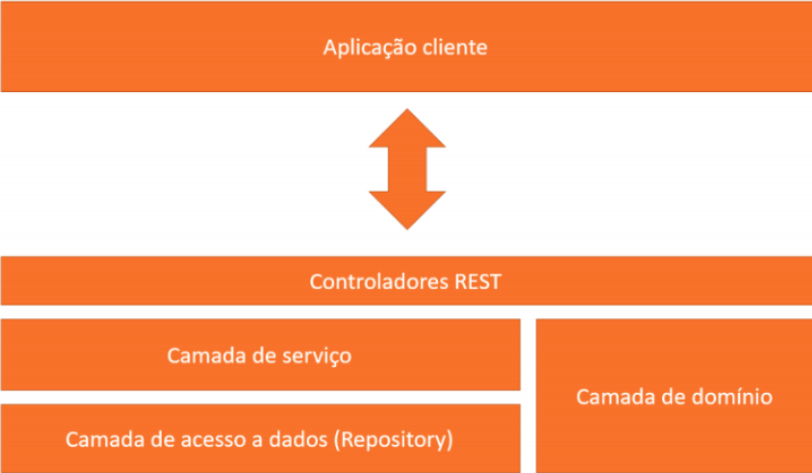 Aplicação cliente
Controladores REST
Camada de serviço
Camada de domínio
Camada de acesso a dados (Repository)